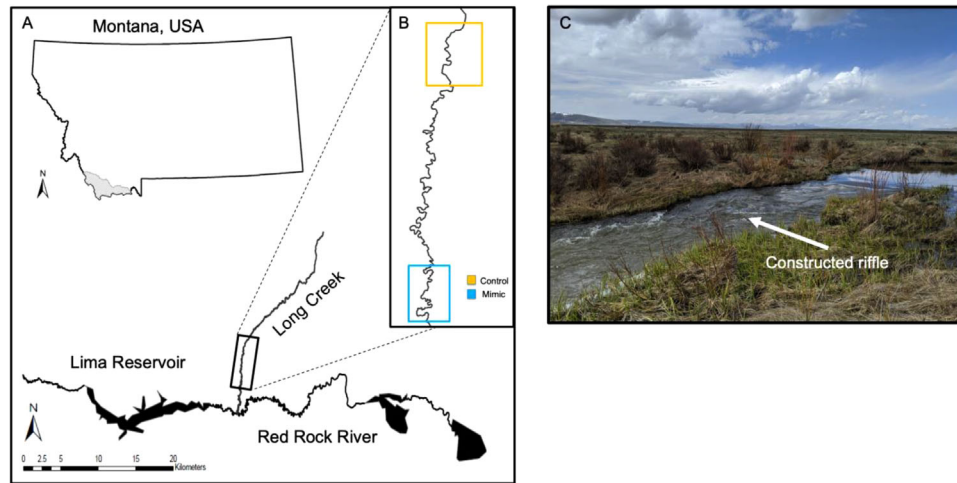 A
Montana, USA
N
B
Control
Mimic
Long Creek
Lima Reservoir
Red Rock River
N
0 2.5 5 10 15 20
Kilometers
C
Constructed riffle